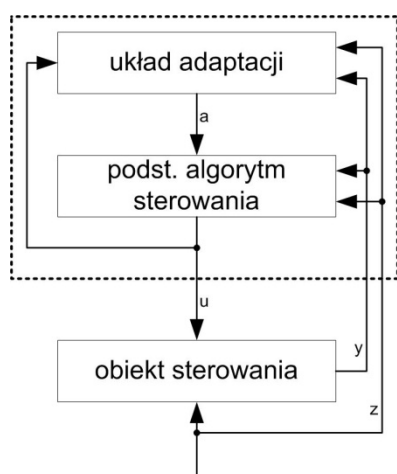 układ adaptacji
a
podst. algorytm
sterowania
u
obiekt sterowania
y
z